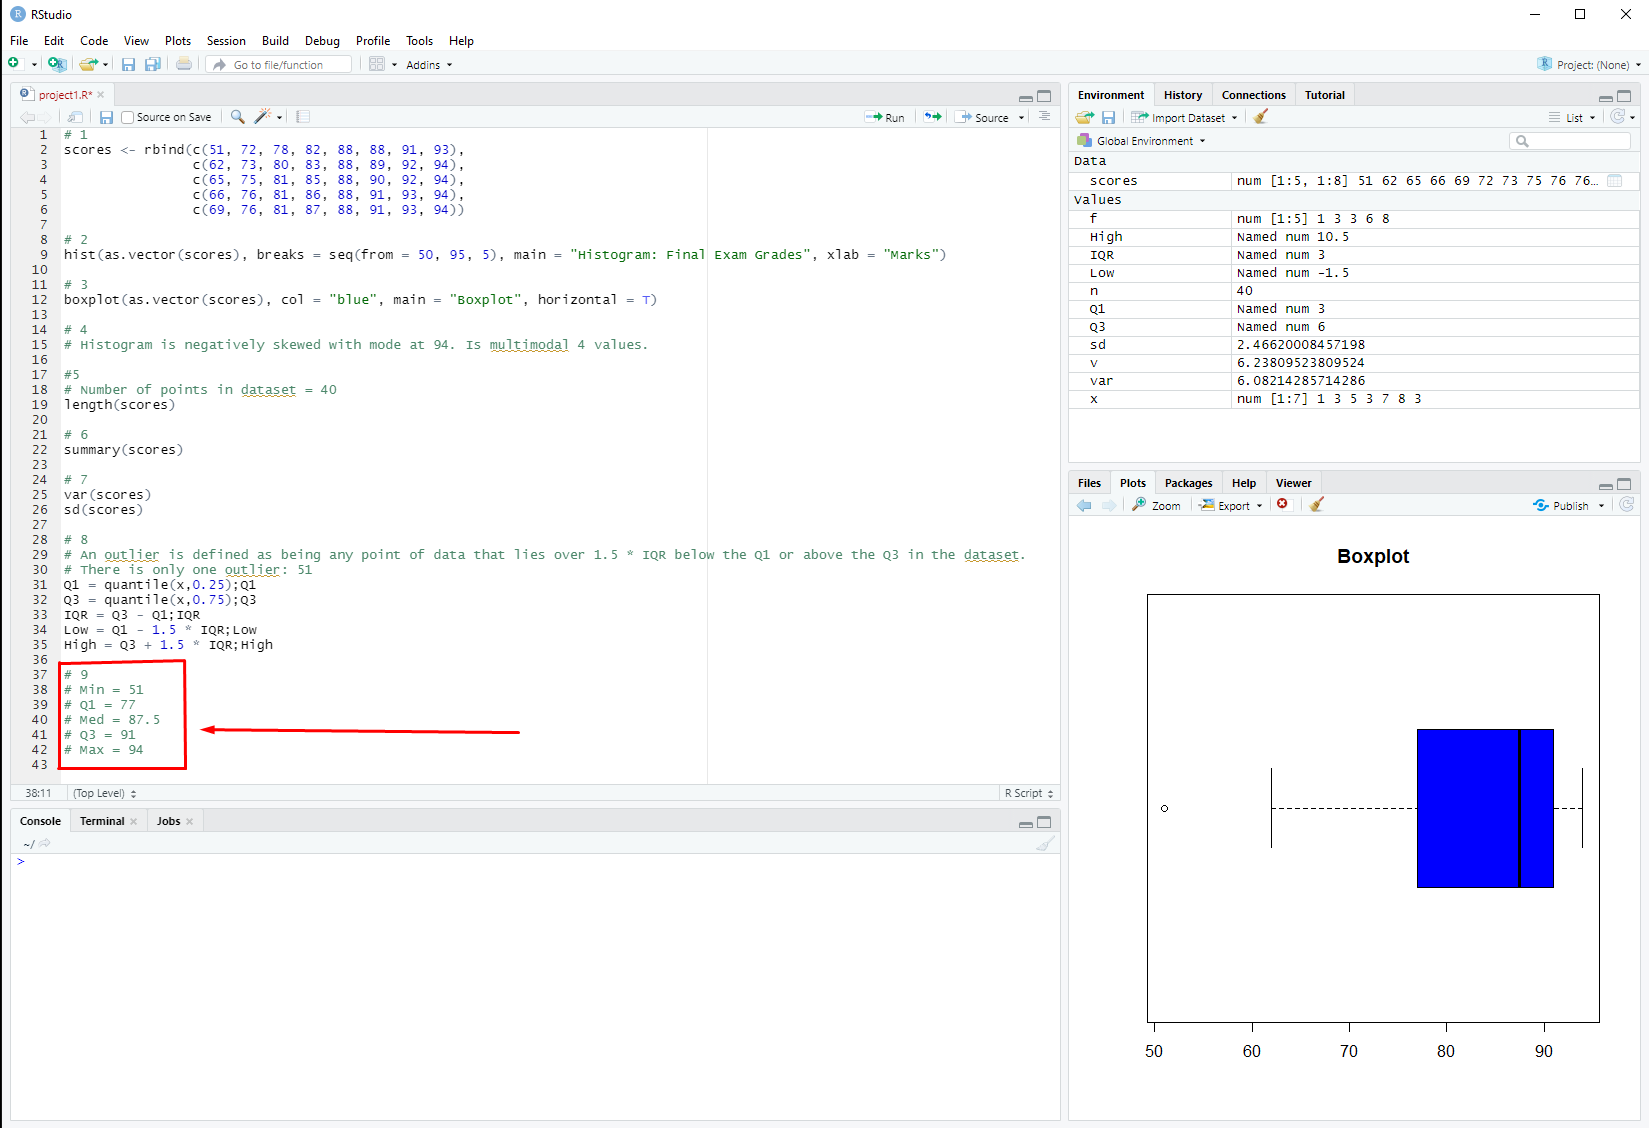 RStudio
File Edit Code View Plots Session Build Debug Profile Tools Help
Go to file/function Addins Project: (None)
project1.R*
Source on Save Run Source
1 # 1
2 scores <- rbind(c(51, 72, 78, 82, 88, 88, 91, 93),
3 c(62, 73, 80, 83, 88, 89, 92, 94),
4 c(65, 75, 81, 85, 88, 90, 92, 94),
5 c(66, 76, 81, 86, 88, 91, 93, 94),
6 c(69, 76, 81, 87, 88, 91, 93, 94))
7
8 # 2
9 hist(as.vector(scores), breaks = seq(from = 50, 95, 5), main = "Histogram: Final Exam Grades", xlab = "Marks")
10
11 # 3
12 boxplot(as.vector(scores), col = "blue", main = "Boxplot", horizontal = T)
13
14 # 4
15 # Histogram is negatively skewed with mode at 94. Is multimodal 4 values.
16
17 #5
18 # Number of points in dataset = 40
19 length(scores)
20
21 # 6
22 summary(scores)
23
24 # 7
25 var(scores)
26 sd(scores)
27
28 # 8
29 # An outlier is defined as being any point of data that lies over 1.5 * IQR below the Q1 or above the Q3 in the dataset.
30 # There is only one outlier: 51
31 Q1 = quantile(x,0.25);Q1
32 Q3 = quantile(x,0.75);Q3
33 IQR = Q3 - Q1;IQR
34 Low = Q1 - 1.5 * IQR;Low
35 High = Q3 + 1.5 * IQR;High
36
37 # 9
38 # Min = 51
39 # Q1 = 77
40 # Med = 87.5
41 # Q3 = 91
42 # Max = 94
43
38:11 (Top Level) R Script
Console Terminal Jobs
~/
>
Environment History Connections Tutorial
Import Dataset List
Global Environment
Data
scores num [1:5, 1:8] 51 62 65 66 69 72 73 75 76 76…
Values
f num [1:5] 1 3 3 6 8
High Named num 10.5
IQR Named num 3
Low Named num -1.5
n 40
Q1 Named num 3
Q3 Named num 6
sd 2.46620008457198
v 6.23809523809524
var 6.08214285714286
x num [1:7] 1 3 5 3 7 8 3
Files Plots Packages Help Viewer
Zoom Export Publish
Boxplot
50 60 70 80 90